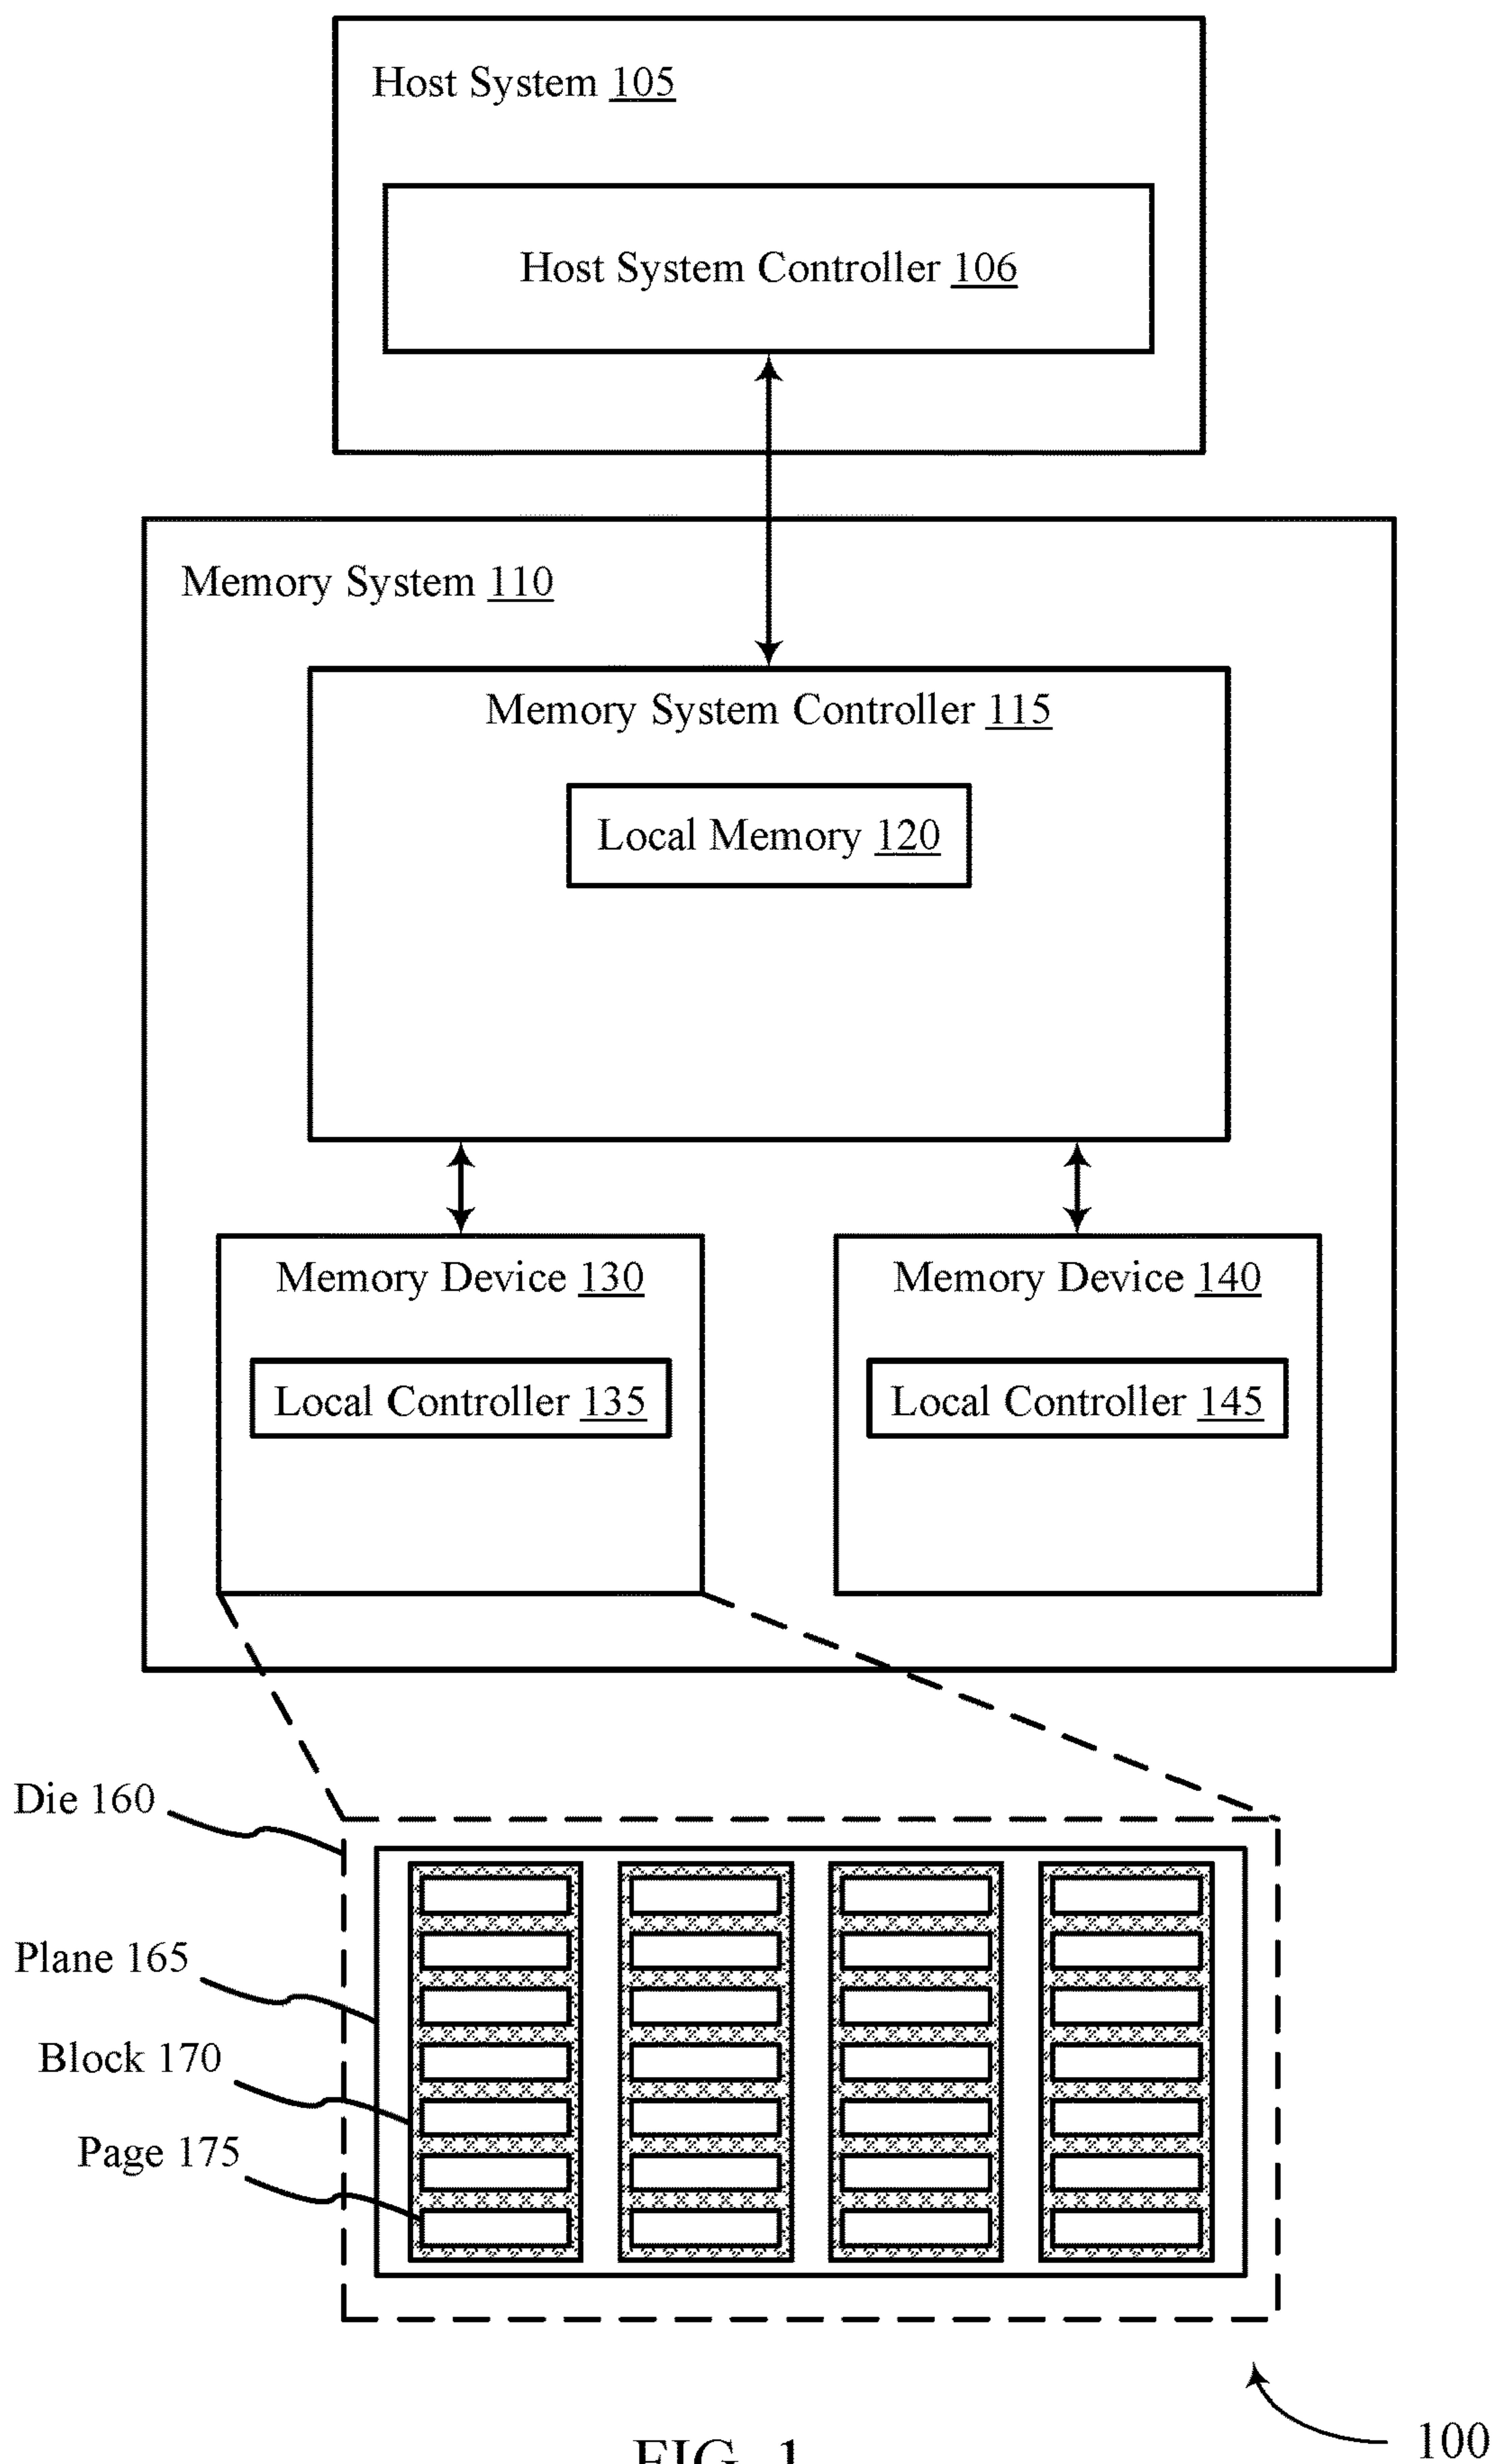 Host System 105
Host System Controller 106
Memory System 110
Memory System Controller 115
Local Memory 120
Memory Device 130
Memory Device 140
Local Controller 135
Local Controller 145
Die 160
Plane 165
Block 170
Page 175
100
FIG. 1